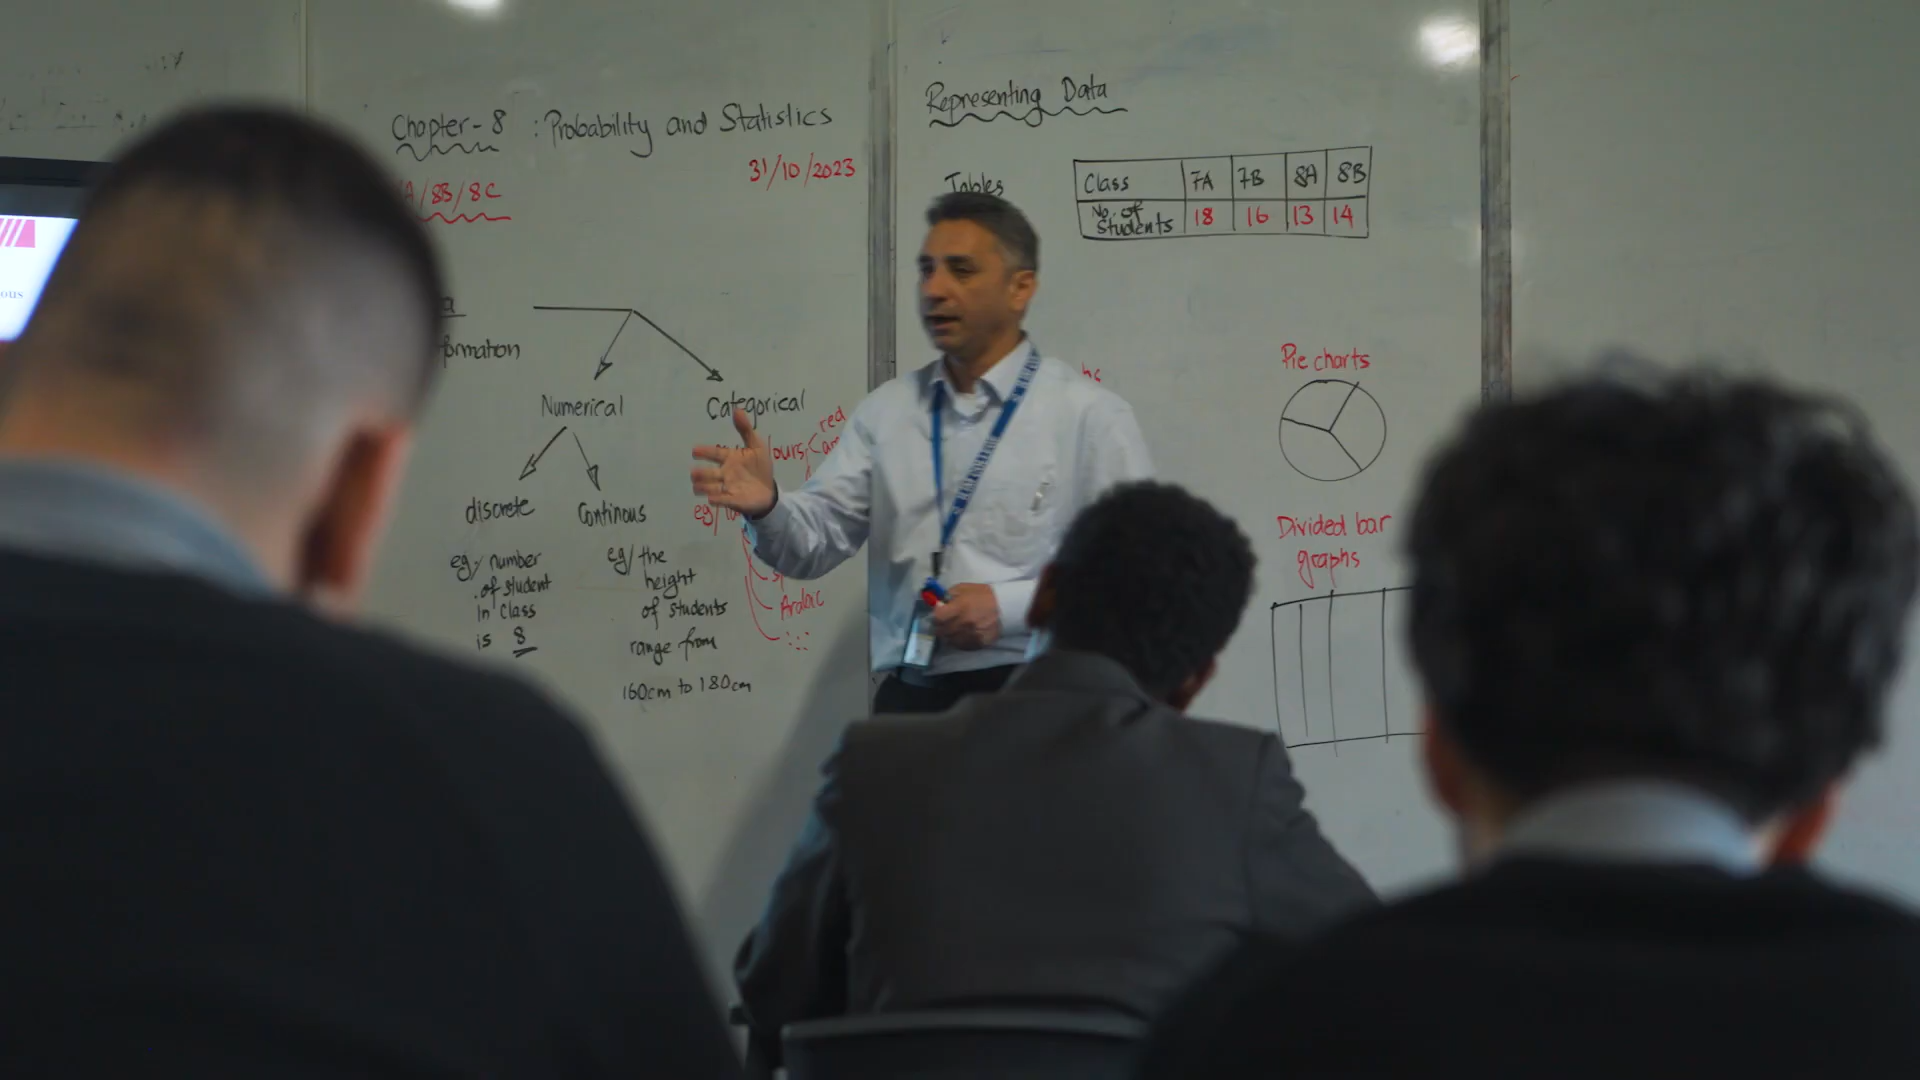 Chapter-8 : Probability and Statistics
31/10/2023
/8B/8C
Numerical
Categorical
red
discrete
Continous
eg/ number
of student
in class
is 8
eg/ the
height
of students
range from
160cm to 180cm
eg/
Arabic
Representing Data
Tables
Class 7A 7B 8A 8B
No. of
students 18 16 13 14
Pie charts
Divided bar
graphs